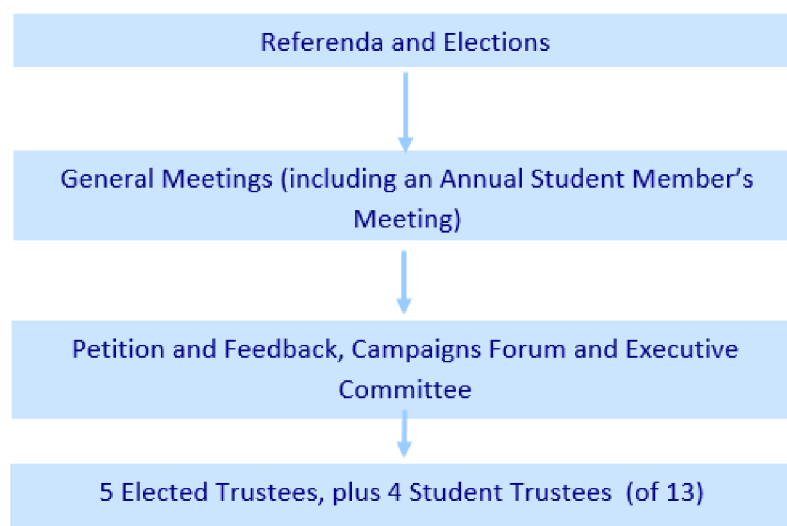 Referenda and Elections
General Meetings (including an Annual Student Member’s
Meeting)
Petition and Feedback, Campaigns Forum and Executive
Committee
5 Elected Trustees, plus 4 Student Trustees (of 13)